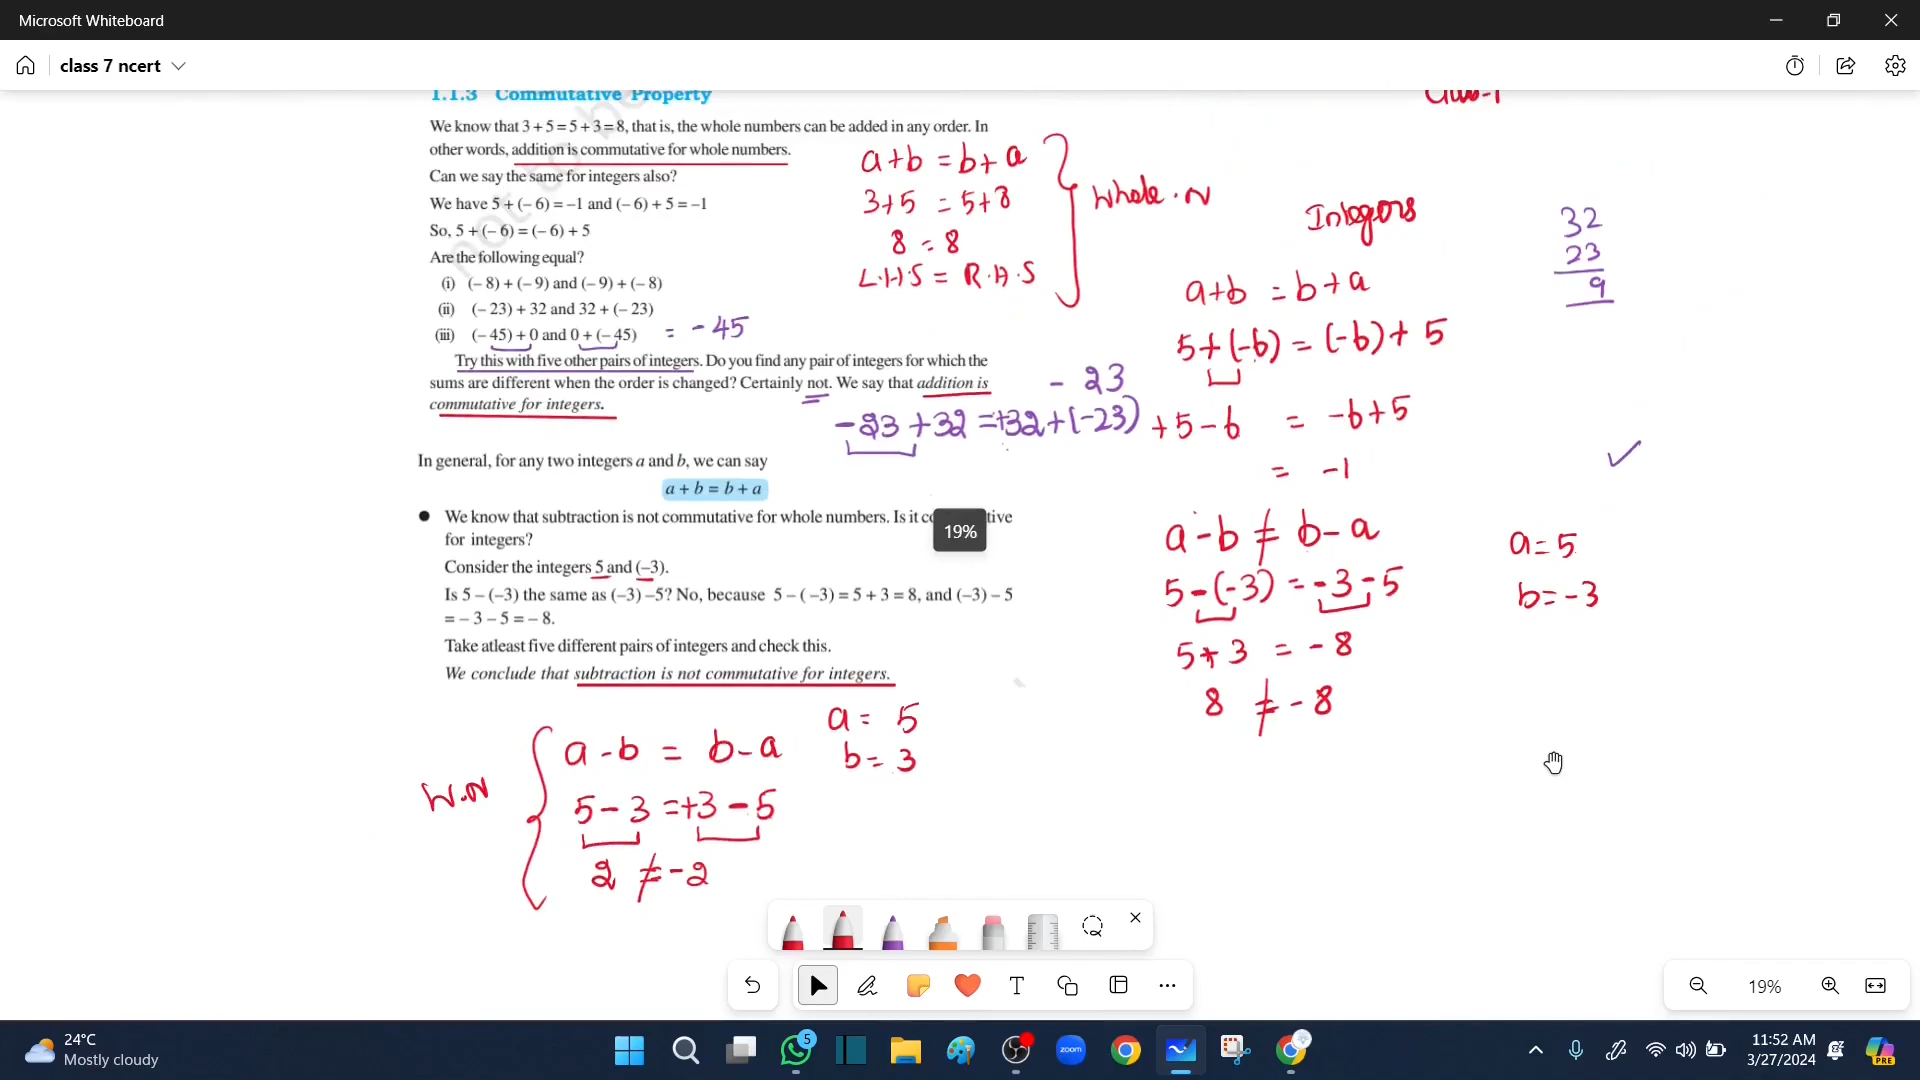 Microsoft Whiteboard
class 7 ncert
1.1.3 Commutative Property
We know that 3 + 5 = 5 + 3 = 8, that is, the whole numbers can be added in any order. In
other words, addition is commutative for whole numbers.
Can we say the same for integers also?
We have 5 + (– 6) = –1 and (– 6) + 5 = –1
So, 5 + (– 6) = (– 6) + 5
Are the following equal?
(i) (– 8) + (– 9) and (– 9) + (– 8)
(ii) (– 23) + 32 and 32 + (– 23)
(iii) (– 45) + 0 and 0 + (– 45) = - 45
Try this with five other pairs of integers. Do you find any pair of integers for which the
sums are different when the order is changed? Certainly not. We say that addition is
commutative for integers.
In general, for any two integers a and b, we can say
a + b = b + a
● We know that subtraction is not commutative for whole numbers. Is it tive
for integers?
Consider the integers 5 and (–3).
Is 5 – (–3) the same as (–3) –5? No, because 5 – ( –3) = 5 + 3 = 8, and (–3) – 5
= – 3 – 5 = – 8.
Take atleast five different pairs of integers and check this.
We conclude that subtraction is not commutative for integers.
not to be
a+b = b+a
3+5 = 5+3
8 = 8
L.H.S = R.H.S
Whole.N
- 23
-23 +32 =+32+(-23)
Integers
a+b = b+a
5+(-6) = (-6)+ 5
+5-6 = -6+5
= -1
a-b ≠ b-a
5-(-3) = -3-5
5+3 = -8
8 ≠ -8
32
23
9
✓
a=5
b=-3
W.N
a-b = b-a
5-3 =+3-5
2 ≠ -2
a= 5
b= 3
19%
19%
24°C
Mostly cloudy
5
zoom
11:52 AM
3/27/2024
PRE